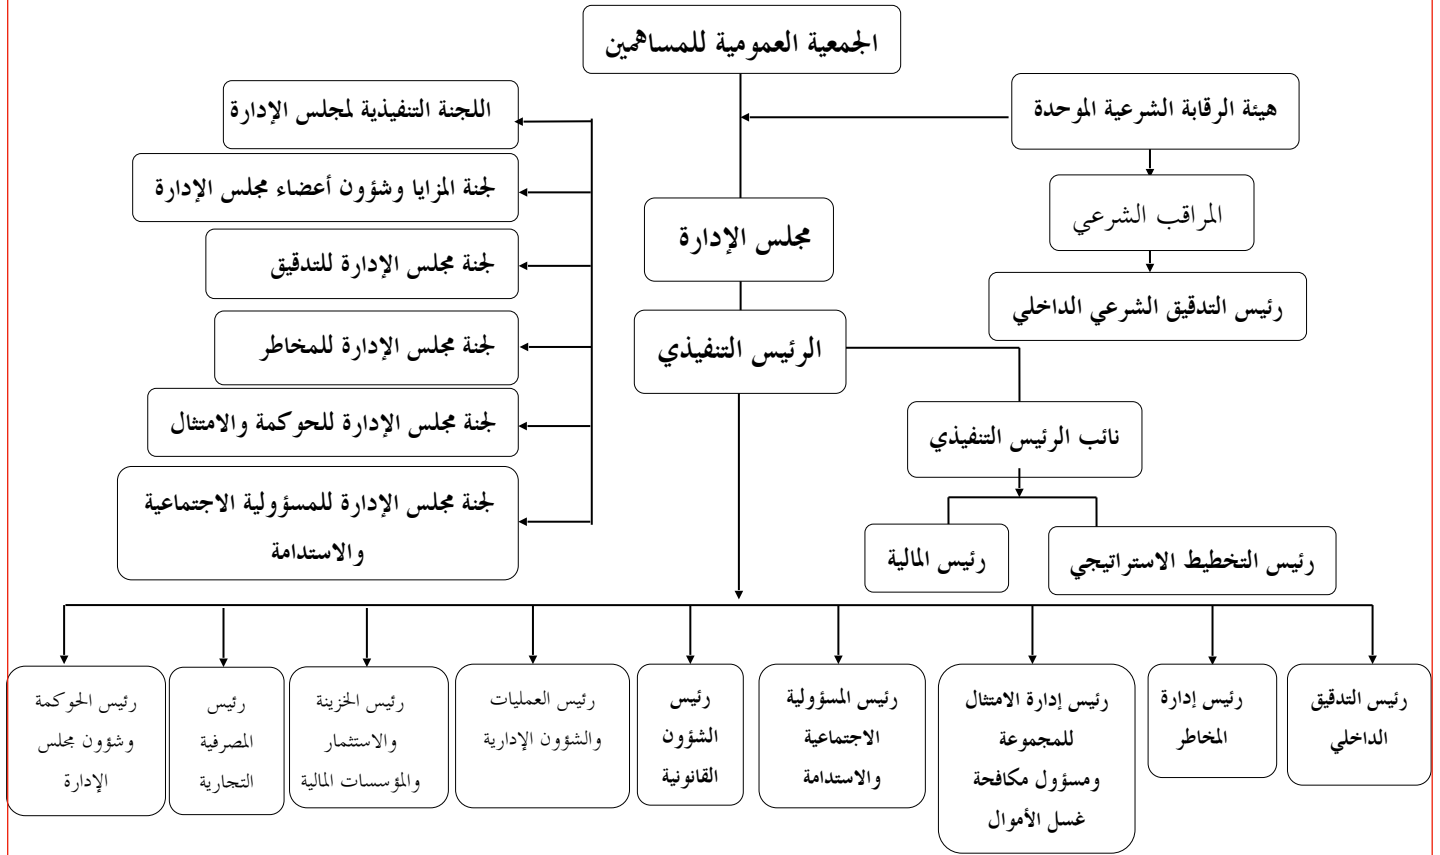 الجمعية العمومية للمساهمين
هيئة الرقابة الشرعية الموحدة
المراقب الشرعي
رئيس التدقيق الشرعي الداخلي
اللجنة التنفيذية لمجلس الإدارة
لجنة المزايا وشؤون أعضاء مجلس الإدارة
لجنة مجلس الإدارة للتدقيق
لجنة مجلس الإدارة للمخاطر
لجنة مجلس الإدارة للحوكمة والامتثال
لجنة مجلس الإدارة للمسؤولية الاجتماعية
والاستدامة
مجلس الإدارة
الرئيس التنفيذي
نائب الرئيس التنفيذي
رئيس التخطيط الاستراتيجي
رئيس المالية
رئيس التدقيق
الداخلي
رئيس إدارة
المخاطر
رئيس إدارة الامتثال
للمجموعة
ومسؤول مكافحة
غسل الأموال
رئيس المسؤولية
الاجتماعية
والاستدامة
رئيس
الشؤون
القانونية
رئيس العمليات
والشؤون الإدارية
رئيس الخزينة
والاستثمار
والمؤسسات المالية
رئيس
المصرفية
التجارية
رئيس الحوكمة
وشؤون مجلس
الإدارة